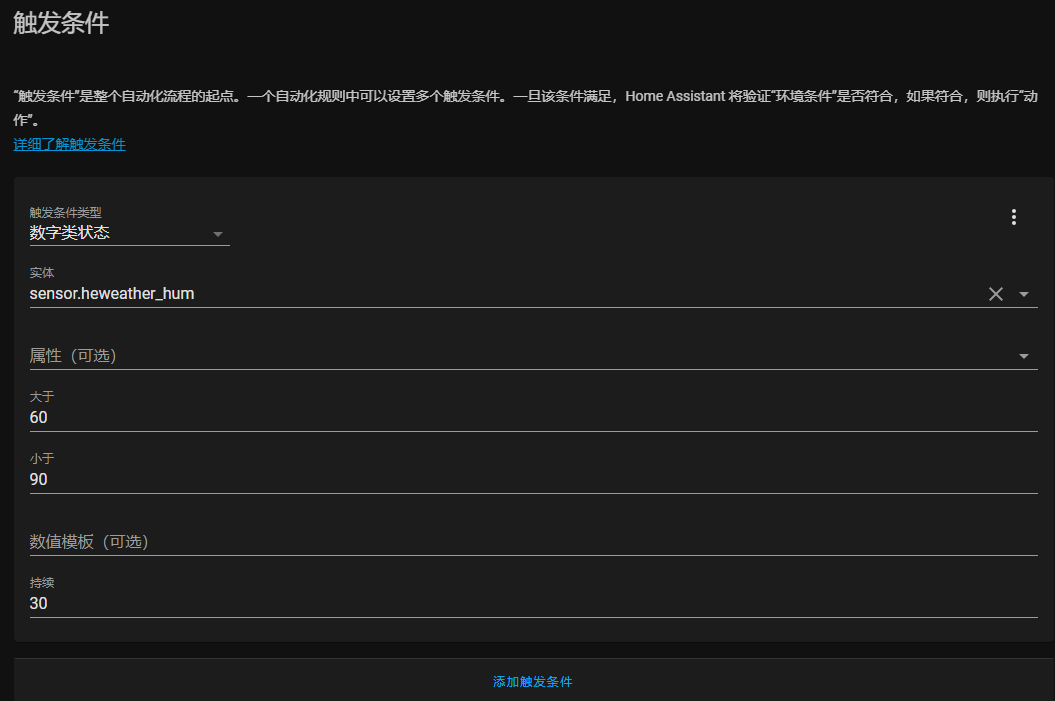 触发条件
“触发条件”是整个自动化流程的起点。一个自动化规则中可以设置多个触发条件。一旦该条件满足，Home Assistant 将验证“环境条件”是否符合，如果符合，则执行“动
作”。
详细了解触发条件
触发条件类型
数字类状态
实体
sensor.heweather_hum
属性（可选）
大于
60
小于
90
数值模板（可选）
持续
30
添加触发条件